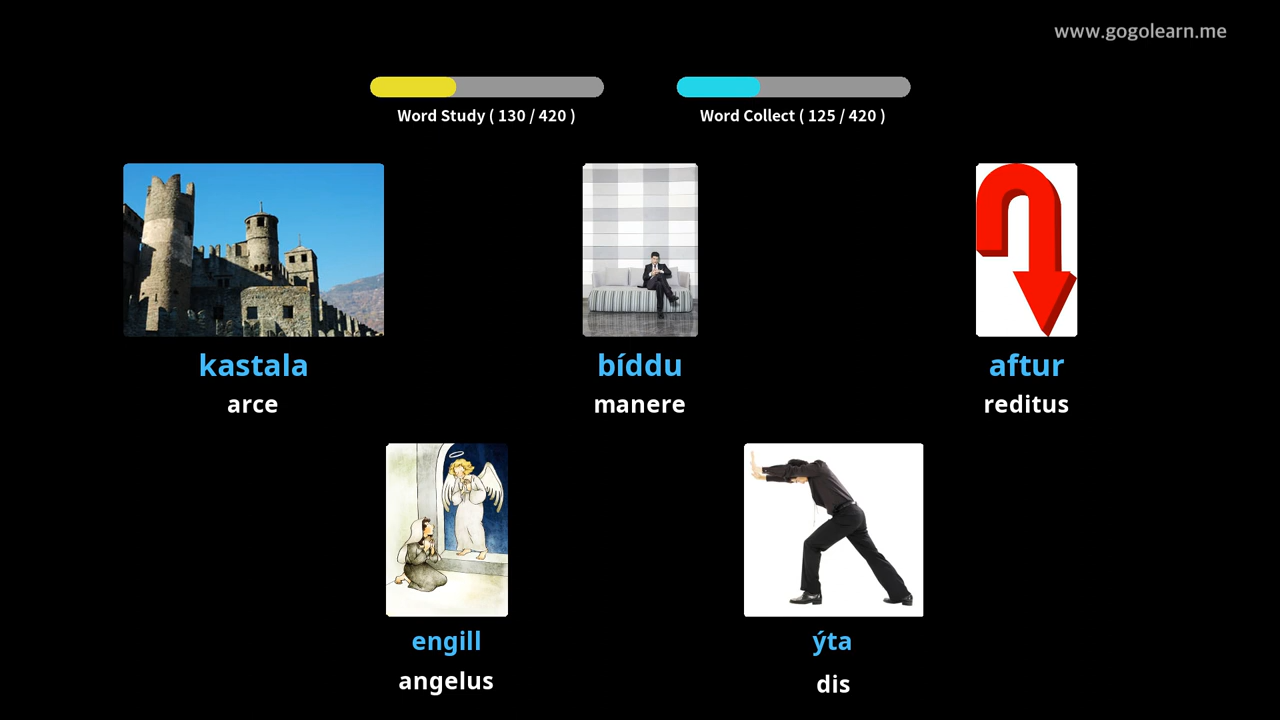 www.gogolearn.me
Word Study ( 130 / 420 )
Word Collect ( 125 / 420 )
kastala
arce
bíddu
manere
aftur
reditus
engill
angelus
ýta
dis